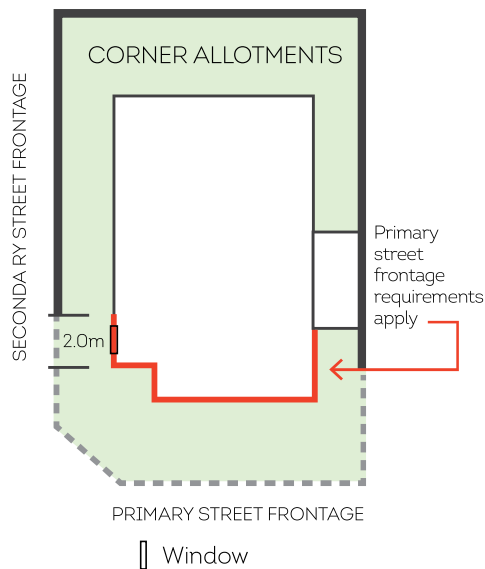 CORNER ALLOTMENTS
SECONDA RY STREET FRONTAGE
Primary
street
frontage
requirements
apply
2.0m
PRIMARY STREET FRONTAGE
Window